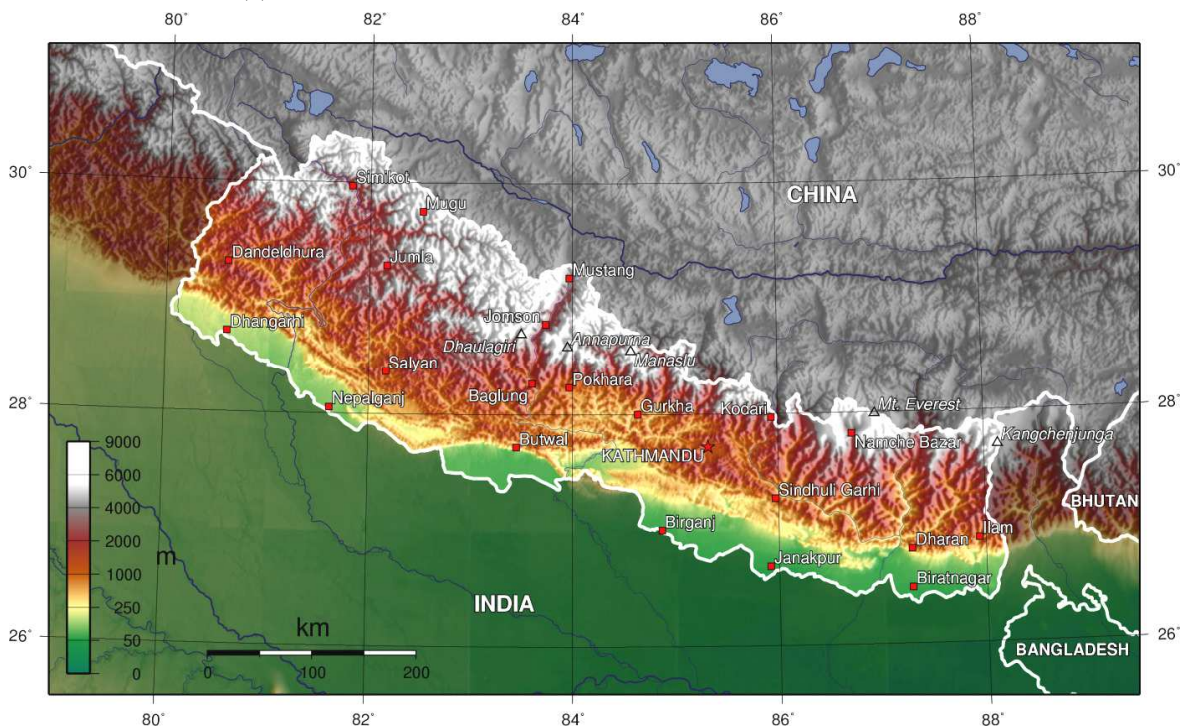 80° 82° 84° 86° 88°
30° 30°
CHINA
Simikot
Mugu
Dandeldhura
Jumla
Mustang
Dhangarhi
Jomson
Dhaulagiri
Annapurna
Manaslu
Salyan
Baglung
Pokhara
Nepalganj
28° 28°
Gurkha
Kodari
Mt. Everest
Namche Bazar
Kangchenjunga
Butwal
KATHMANDU
9000
6000
4000
2000
1000
250
50
0
m
Sindhuli Garhi
BHUTAN
Birganj
Ilam
Dharan
Janakpur
Biratnagar
INDIA
26° 26°
km
0 100 200
BANGLADESH
80° 82° 84° 86° 88°